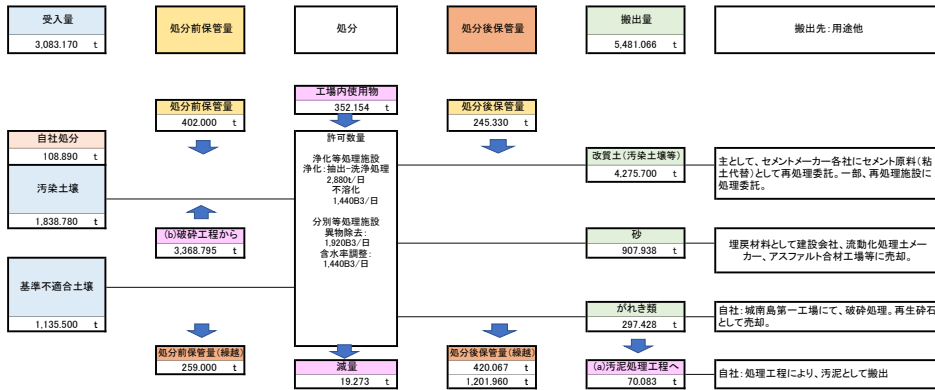 受入量
3,083.170 t
処分前保管量
処分
処分後保管量
搬出量
5,481.066 t
搬出先:用途他
処分前保管量
402.000 t
工場内使用物
352.154 t
処分後保管量
245.330 t
自社処分
108.890 t
汚染土壌
1,838.780 t
(b)破砕工程から
3,368.795 t
基準不適合土壌
1,135.500 t
処分前保管量(繰越)
259.000 t
許可数量
浄化等処理施設
浄化:抽出-洗浄処理
2,880t/日
不溶化
1,440B3/日
分別等処理施設
異物除去:
1,920B3/日
含水率調整:
1,440B3/日
減量
19.273 t
処分後保管量(繰越)
420.067 t
1,201.960 t
改質土(汚染土壌等)
4,275.700 t
主として、セメントメーカー各社にセメント原料(粘
土代替)として再処理委託。一部、再処理施設に
処理委託。
砂
907.938 t
埋戻材料として建設会社、流動化処理土メー
カー、アスファルト合材工場等に売却。
がれき類
297.428 t
自社:城南島第一工場にて、破砕処理。再生砕石
として売却。
(a)汚泥処理工程へ
70.083 t
自社:処理工程により、汚泥として搬出